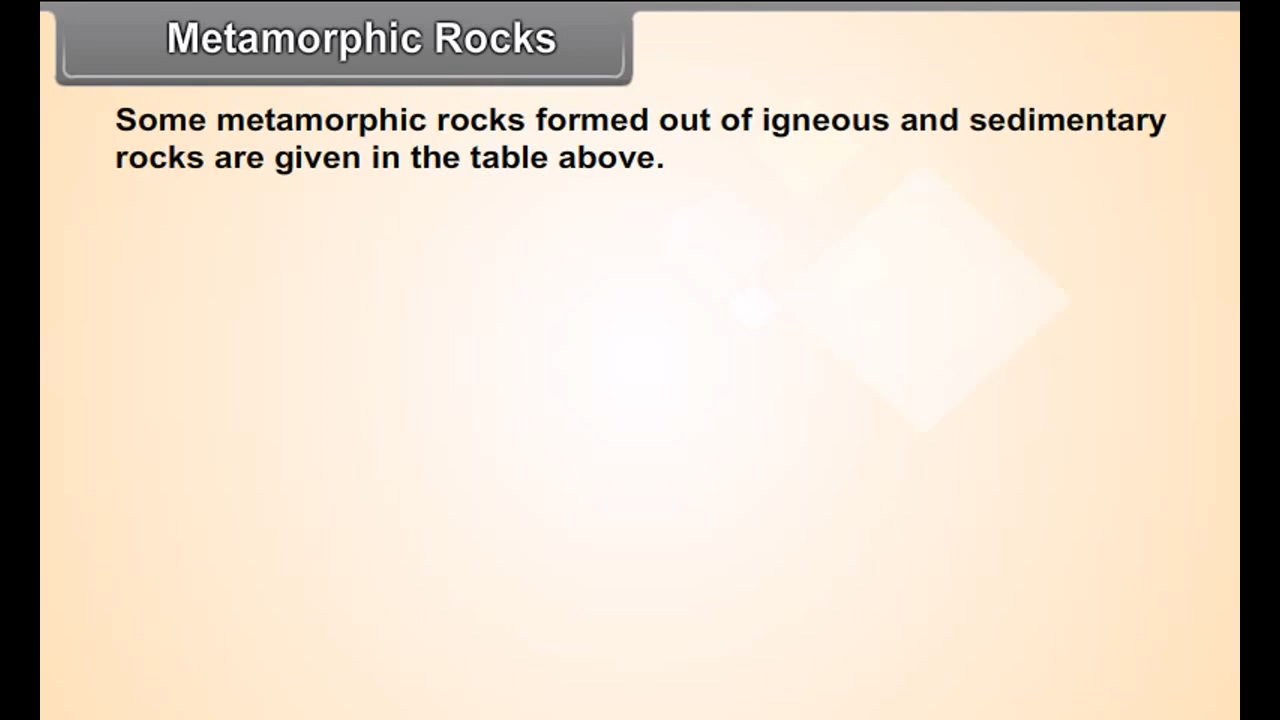 Metamorphic Rocks
Some metamorphic rocks formed out of igneous and sedimentary
rocks are given in the table above.